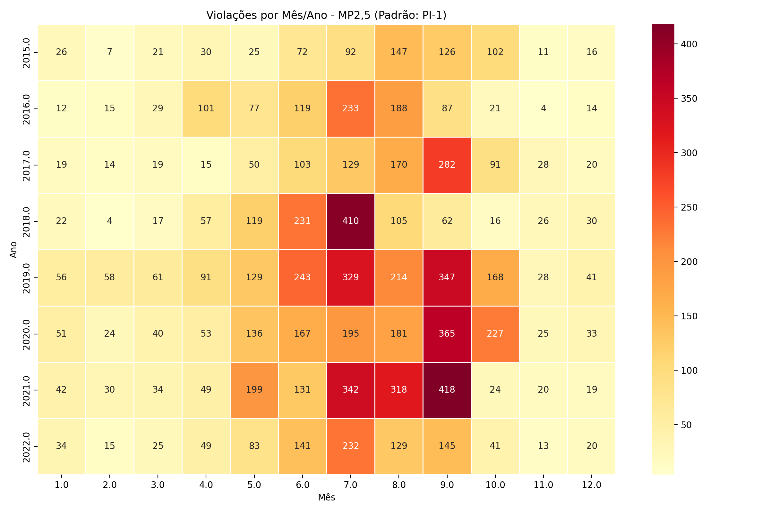 Violações por Mês/Ano - MP2,5 (Padrão: PI-1)
Ano
2015.0 26 7 21 30 25 72 92 147 126 102 11 16
2016.0 12 15 29 101 77 119 233 188 87 21 4 14
2017.0 19 14 19 15 50 103 129 170 282 91 28 20
2018.0 22 4 17 57 119 231 410 105 62 16 26 30
2019.0 56 58 61 91 129 243 329 214 347 168 28 41
2020.0 51 24 40 53 136 167 195 181 365 227 25 33
2021.0 42 30 34 49 199 131 342 318 418 24 20 19
2022.0 34 15 25 49 83 141 232 129 145 41 13 20
1.0 2.0 3.0 4.0 5.0 6.0 7.0 8.0 9.0 10.0 11.0 12.0
Mês
400
350
300
250
200
150
100
50